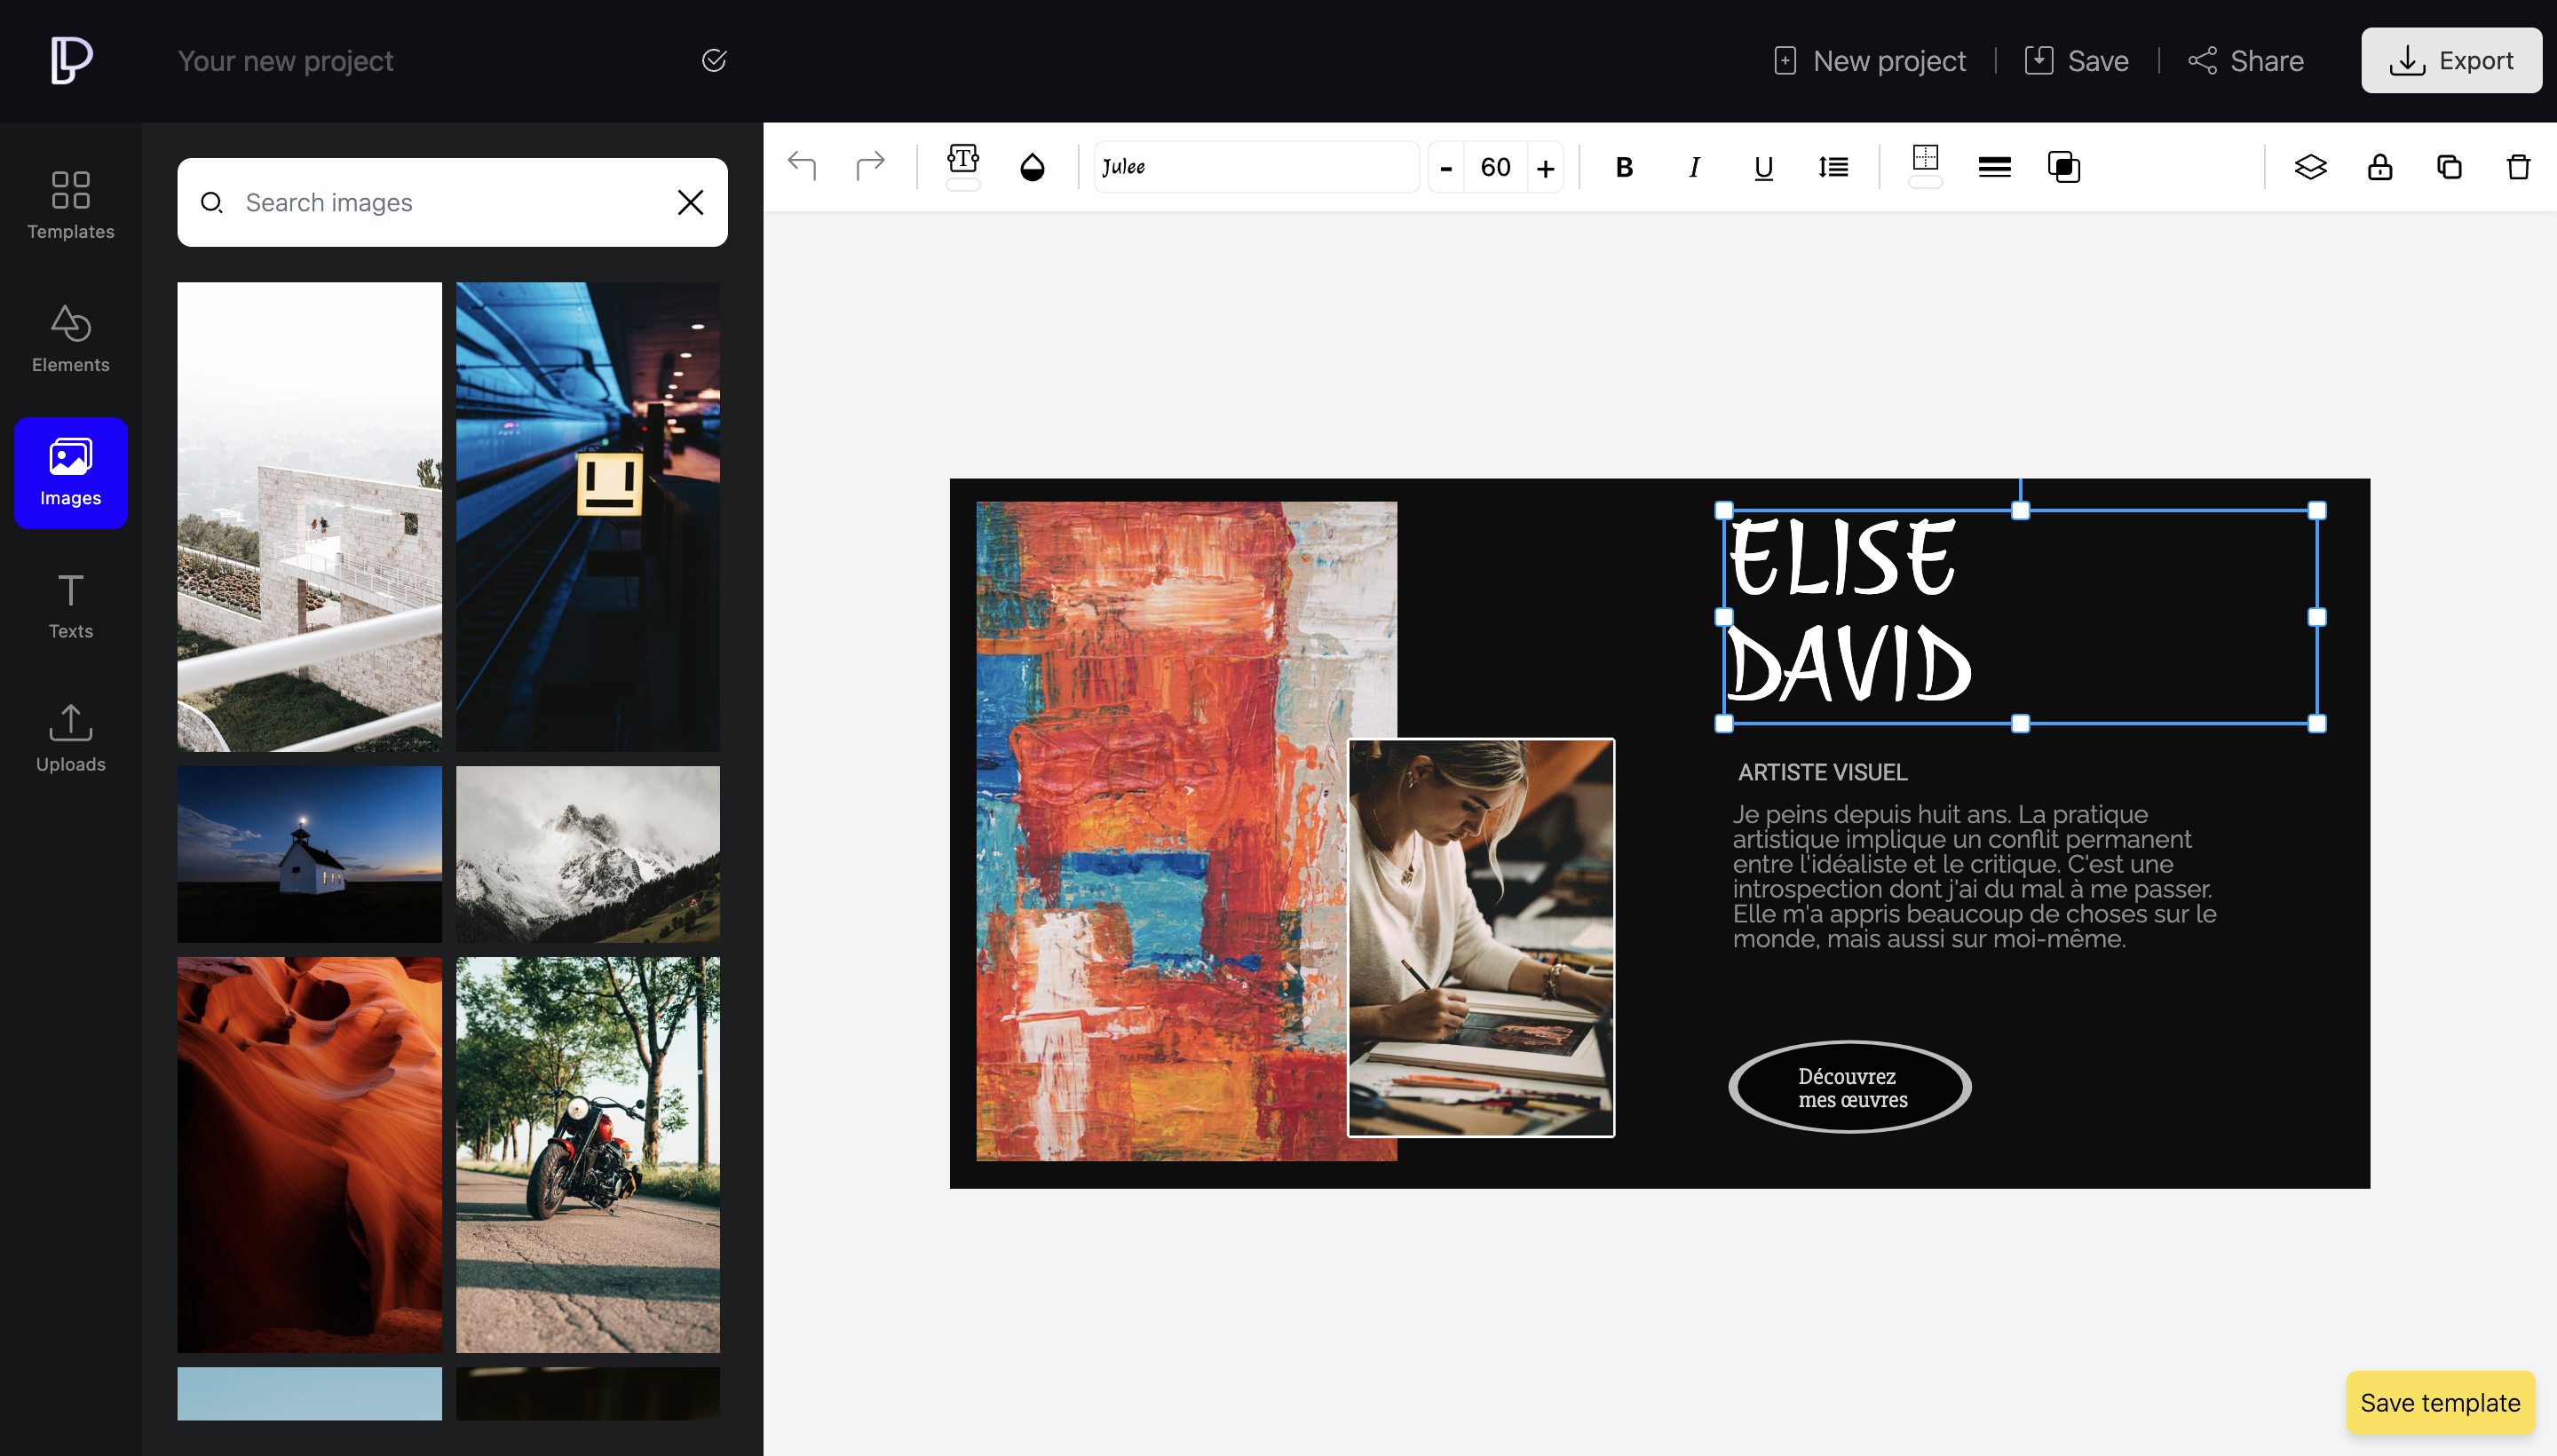 Your new project
New project
Save
Share
Export
Templates
Elements
Images
Texts
Uploads
Search images
Julee
- 60 +
B I U
ELISE
DAVID
ARTISTE VISUEL
Je peins depuis huit ans. La pratique
artistique implique un conflit permanent
entre l'idéaliste et le critique. C'est une
introspection dont j'ai du mal à me passer.
Elle m'a appris beaucoup de choses sur le
monde, mais aussi sur moi-même.
Découvrez
mes œuvres
Save template